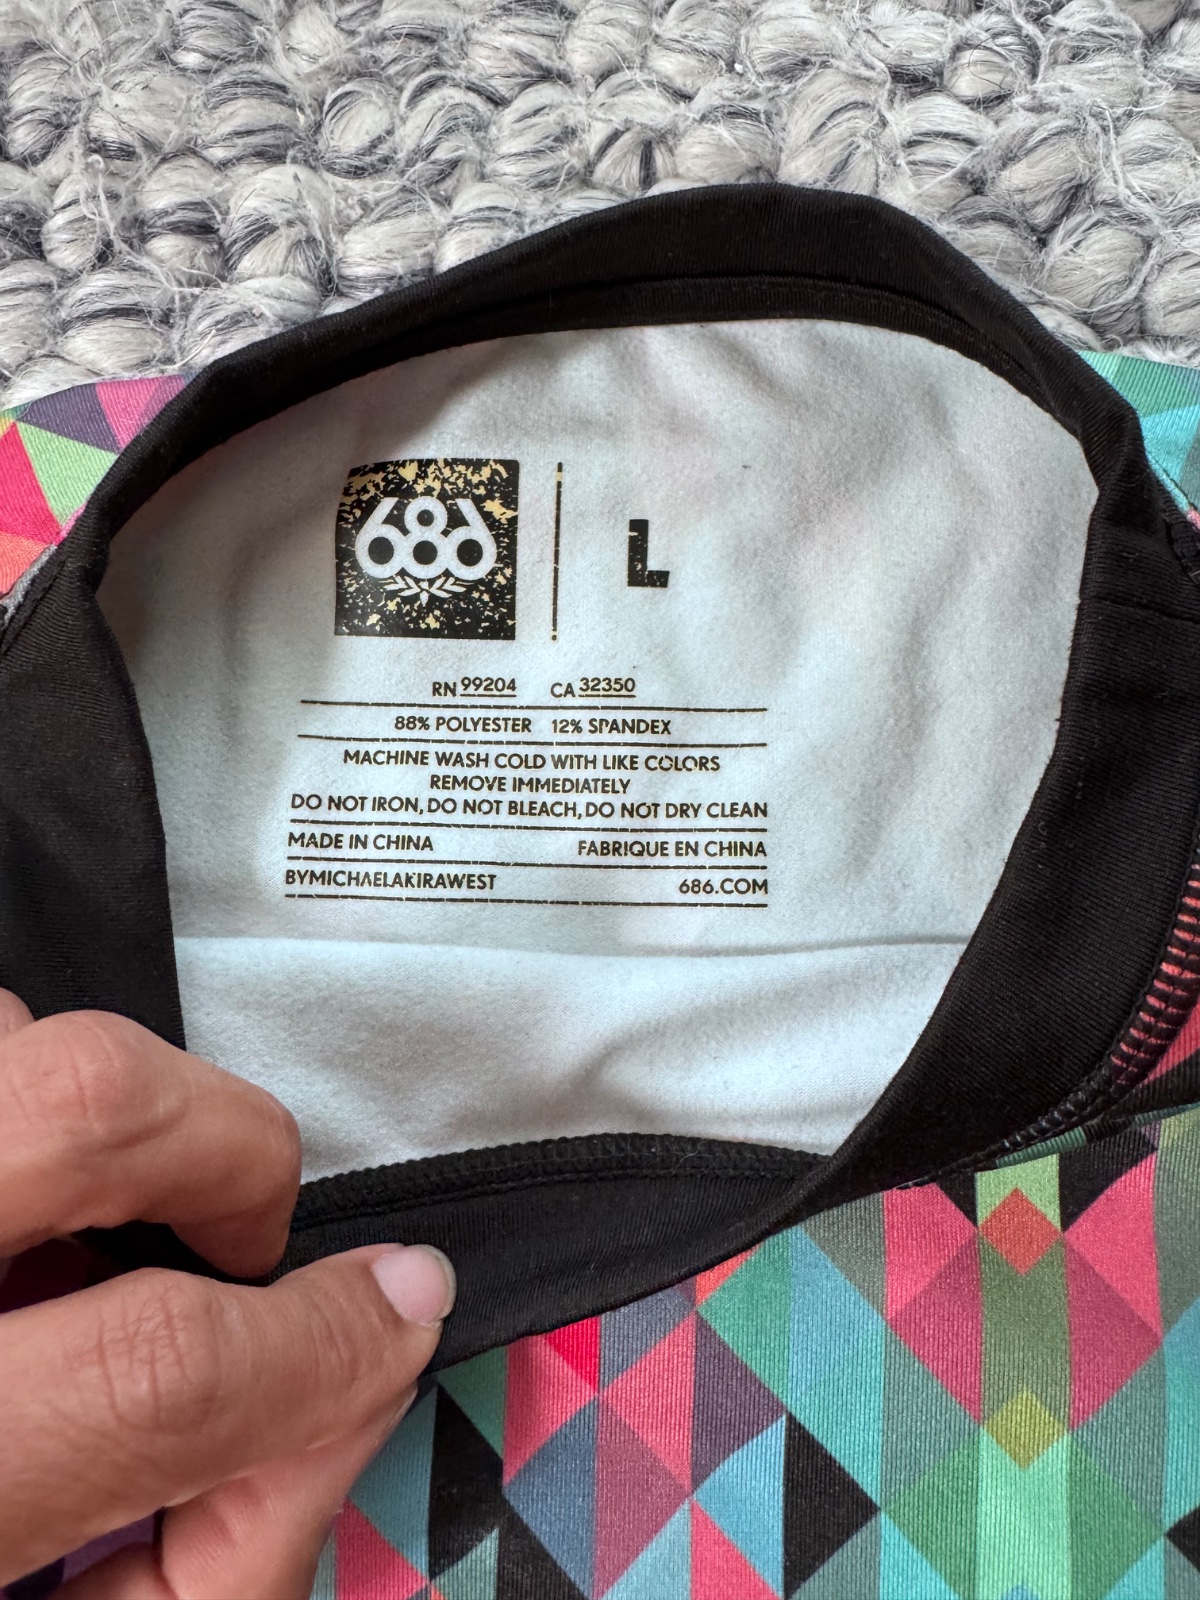 686
L
RN 99204 CA 32350
88% POLYESTER 12% SPANDEX
MACHINE WASH COLD WITH LIKE COLORS
REMOVE IMMEDIATELY
DO NOT IRON, DO NOT BLEACH, DO NOT DRY CLEAN
MADE IN CHINA FABRIQUE EN CHINA
BYMICHAELAKIRAWEST 686.COM